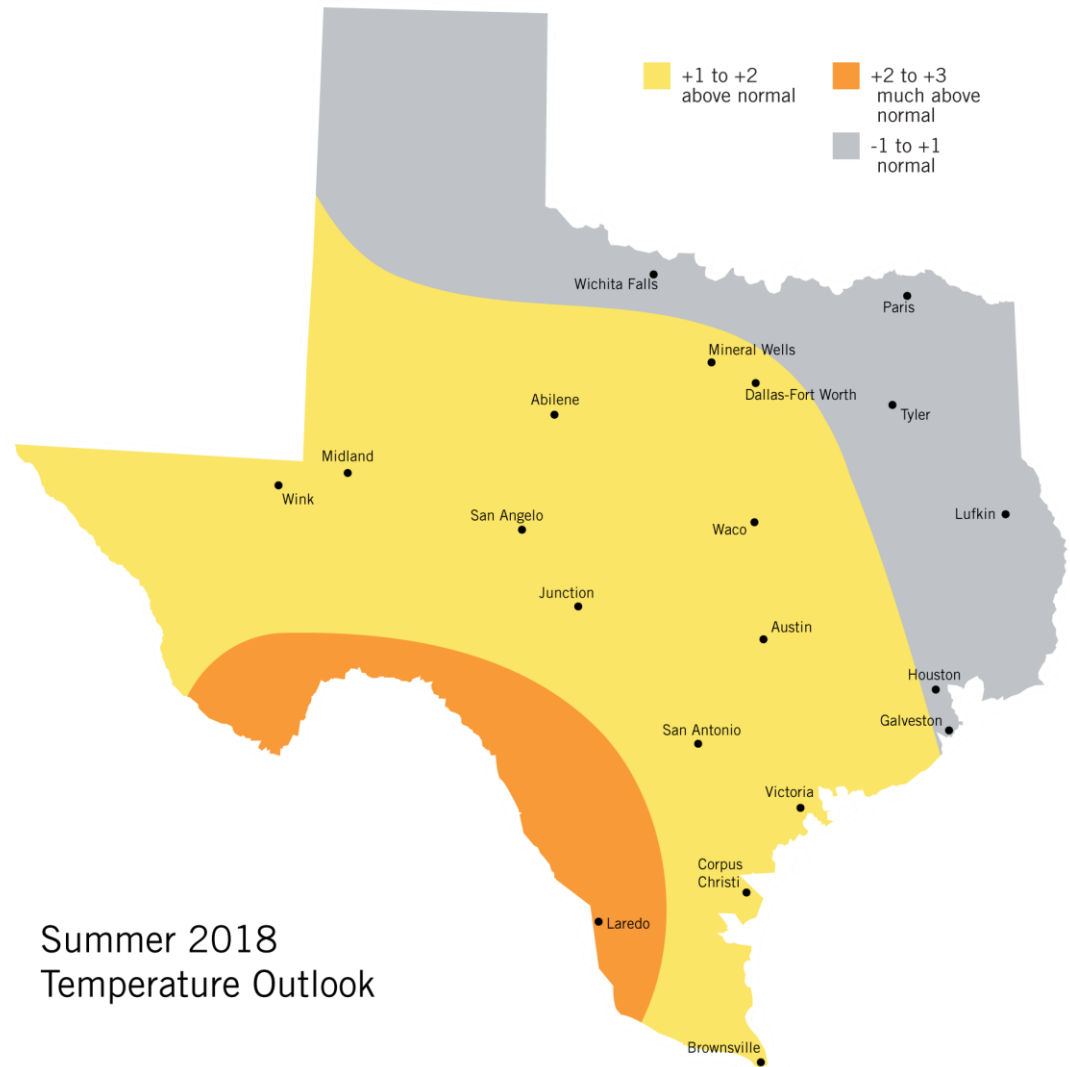 +1 to +2
above normal
+2 to +3
much above
normal
-1 to +1
normal
Wichita Falls
Paris
Mineral Wells
Dallas-Fort Worth
Abilene
Tyler
Midland
Wink
San Angelo
Lufkin
Waco
Junction
Austin
Houston
Galveston
San Antonio
Victoria
Corpus
Christi
Laredo
Summer 2018
Temperature Outlook
Brownsville